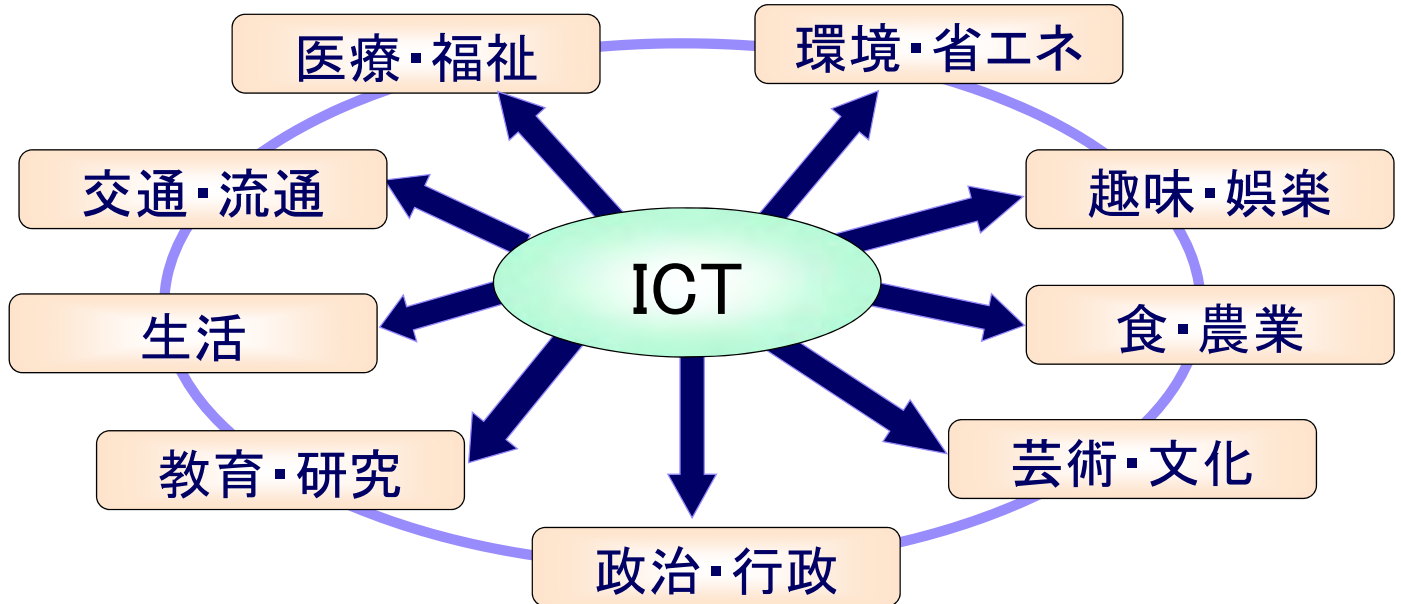 医療・福祉
環境・省エネ
交通・流通
趣味・娯楽
ICT
生活
食・農業
教育・研究
芸術・文化
政治・行政